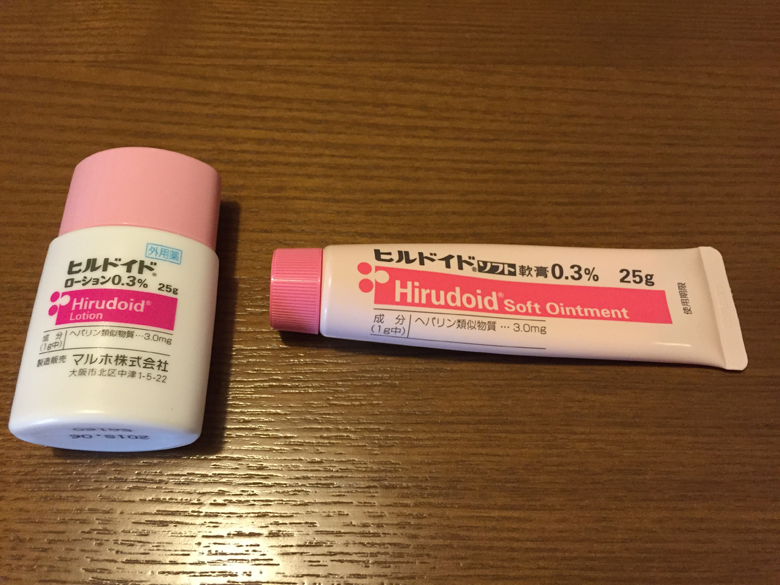 外用薬
ヒルドイド®
ローション0.3% 25g
Hirudoid®
Lotion
成分
(1g中)
ヘパリン類似物質…3.0mg
製造販売 マルホ株式会社
大阪市北区中津1-5-22
2018.06
ヒルドイド®ソフト軟膏0.3% 25g
Hirudoid® Soft Ointment
成分
(1g中)
ヘパリン類似物質…3.0mg
使用期限